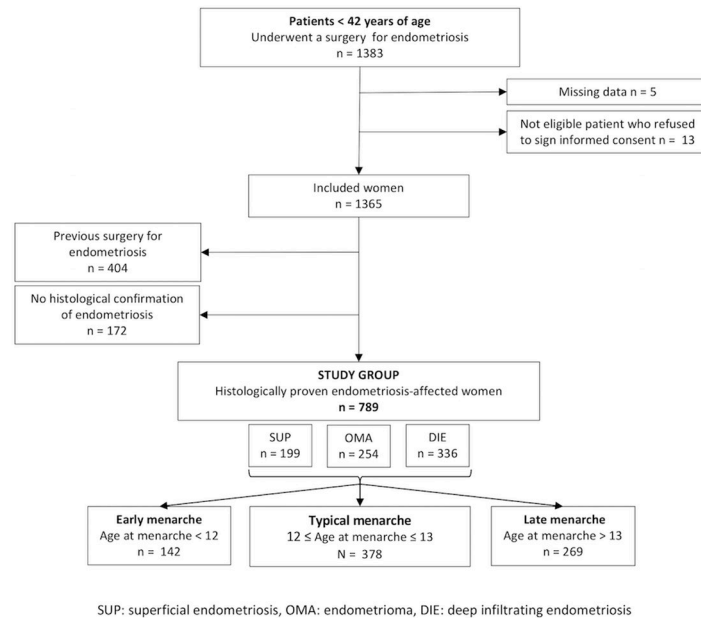 Patients < 42 years of age
Underwent a surgery for endometriosis
n = 1383
Missing data n = 5
Not eligible patient who refused
to sign informed consent n = 13
Included women
n = 1365
Previous surgery for
endometriosis
n = 404
No histological confirmation
of endometriosis
n = 172
STUDY GROUP
Histologically proven endometriosis-affected women
n = 789
SUP
n = 199
OMA
n = 254
DIE
n = 336
Early menarche
Age at menarche < 12
n = 142
Typical menarche
12 ≤ Age at menarche ≤ 13
N = 378
Late menarche
Age at menarche > 13
n = 269
SUP: superficial endometriosis, OMA: endometrioma, DIE: deep infiltrating endometriosis